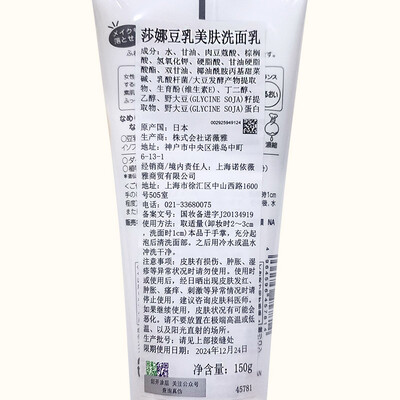 莎娜豆乳美肤洗面乳
成分：水、甘油、肉豆蔻酸、棕榈
酸、氢氧化钾、硬脂酸、甘油硬脂
酸酯、双甘油、椰油酰胺丙基甜菜
碱、乳酸杆菌/大豆发酵产物提取
物、生育酚(维生素E)、丁二醇、
乙醇、野大豆(GLYCINE SOJA)籽提
取物、野大豆(GLYCINE SOJA)蛋白
002925949124
原产国：日本
生产商：株式会社诺薇雅
地址：神户市中央区港岛中町
6-13-1
经销商/境内责任人：上海诺依薇
雅商贸有限公司
地址：上海市徐汇区中山西路1600
号505室
电话：021-33680075
备案文号：国妆备进字J20134919
使用方法：取适量(卸妆时2～3c
m，洗面时1cm)本品于手掌，充分起
泡后清洗面部。之后用冷水或温水
冲洗干净。
注意事项：皮肤有损伤、肿胀、湿
疹等异常状况时请勿使用。使用时
或使用后，经日晒出现皮肤发红、
肿胀、瘙痒、刺激等异常情况时请
停止使用，建议咨询皮肤科医师。
如果继续使用，皮肤状况有可能会
恶化。请不要放置在极端高温或低
温、以及阳光直射的场所。
生产批号：请见上部接缝处
限期使用日期：2024年12月24日
净含量：150g
45781